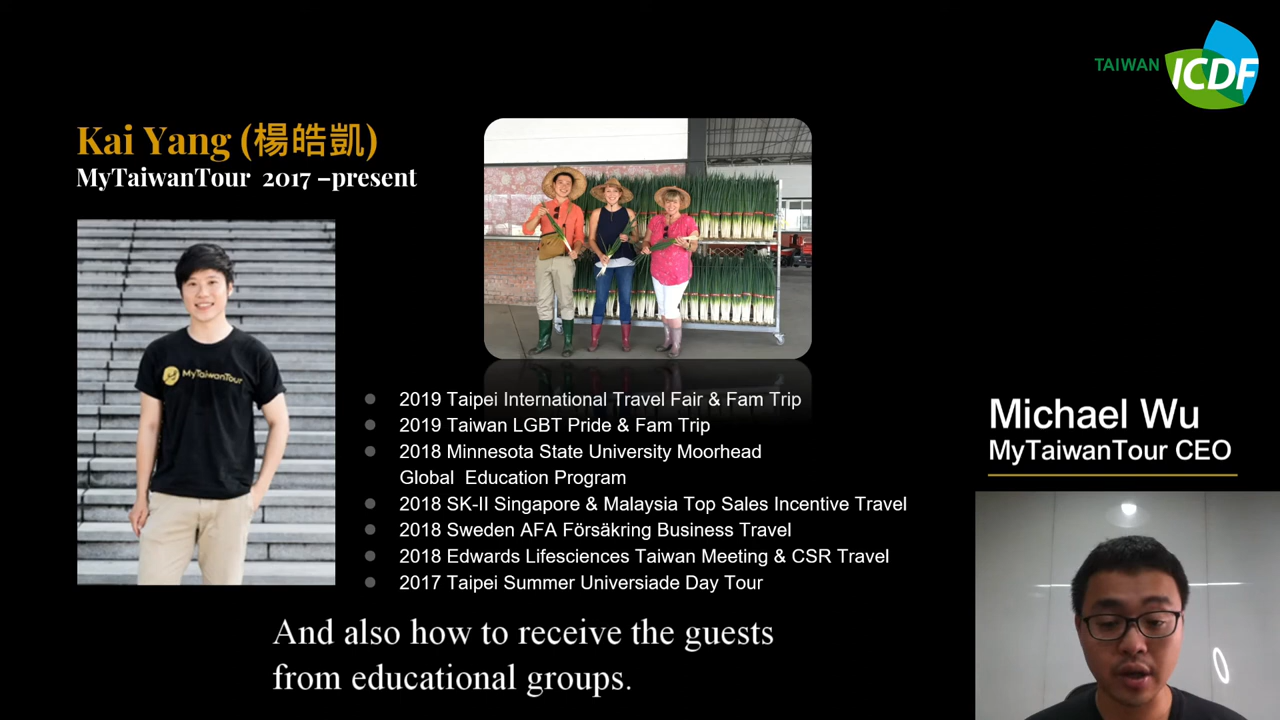 TAIWAN ICDF
Kai Yang (楊皓凱)
MyTaiwanTour 2017 –present
MyTaiwanTour
2019 Taipei International Travel Fair & Fam Trip
2019 Taiwan LGBT Pride & Fam Trip
2018 Minnesota State University Moorhead
Global Education Program
2018 SK-II Singapore & Malaysia Top Sales Incentive Travel
2018 Sweden AFA Försäkring Business Travel
2018 Edwards Lifesciences Taiwan Meeting & CSR Travel
2017 Taipei Summer Universiade Day Tour
Michael Wu
MyTaiwanTour CEO
And also how to receive the guests
from educational groups.